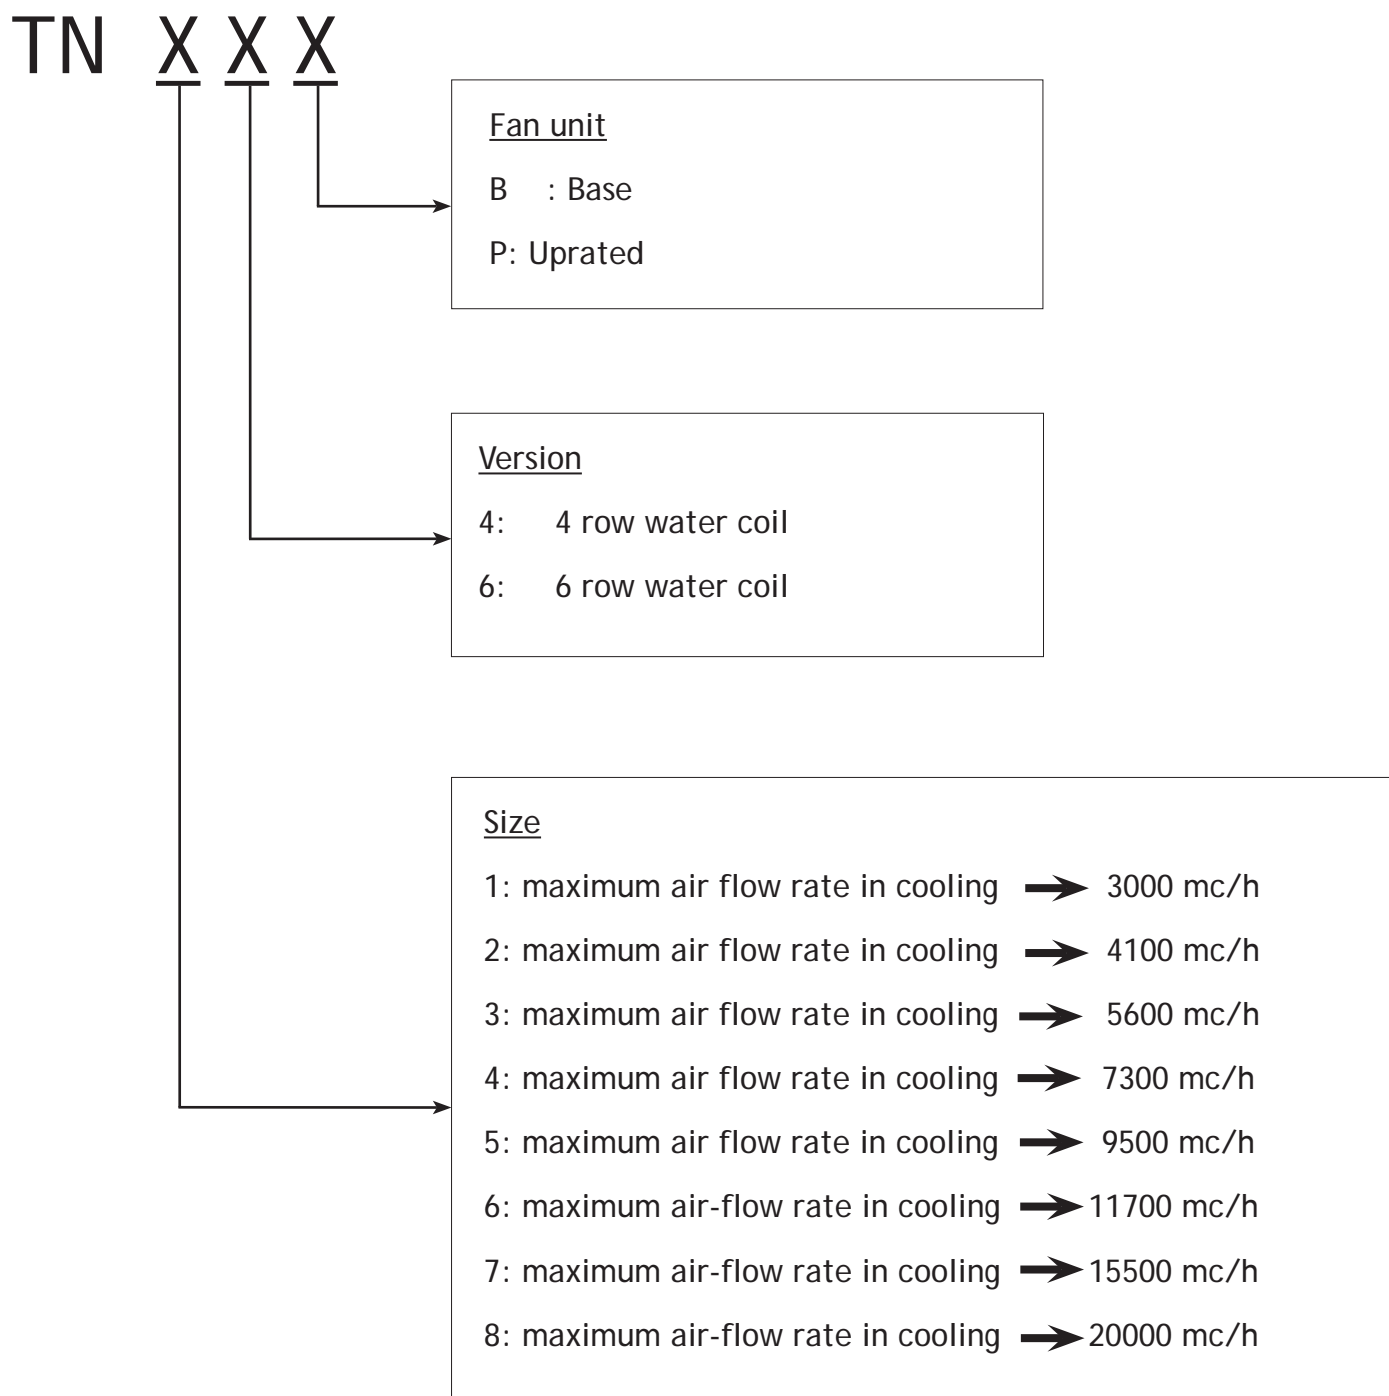 TN X X X
Fan unit
B : Base
P: Uprated
Version
4: 4 row water coil
6: 6 row water coil
Size
1: maximum air flow rate in cooling 3000 mc/h
2: maximum air flow rate in cooling 4100 mc/h
3: maximum air flow rate in cooling 5600 mc/h
4: maximum air flow rate in cooling 7300 mc/h
5: maximum air flow rate in cooling 9500 mc/h
6: maximum air-flow rate in cooling 11700 mc/h
7: maximum air-flow rate in cooling 15500 mc/h
8: maximum air-flow rate in cooling 20000 mc/h